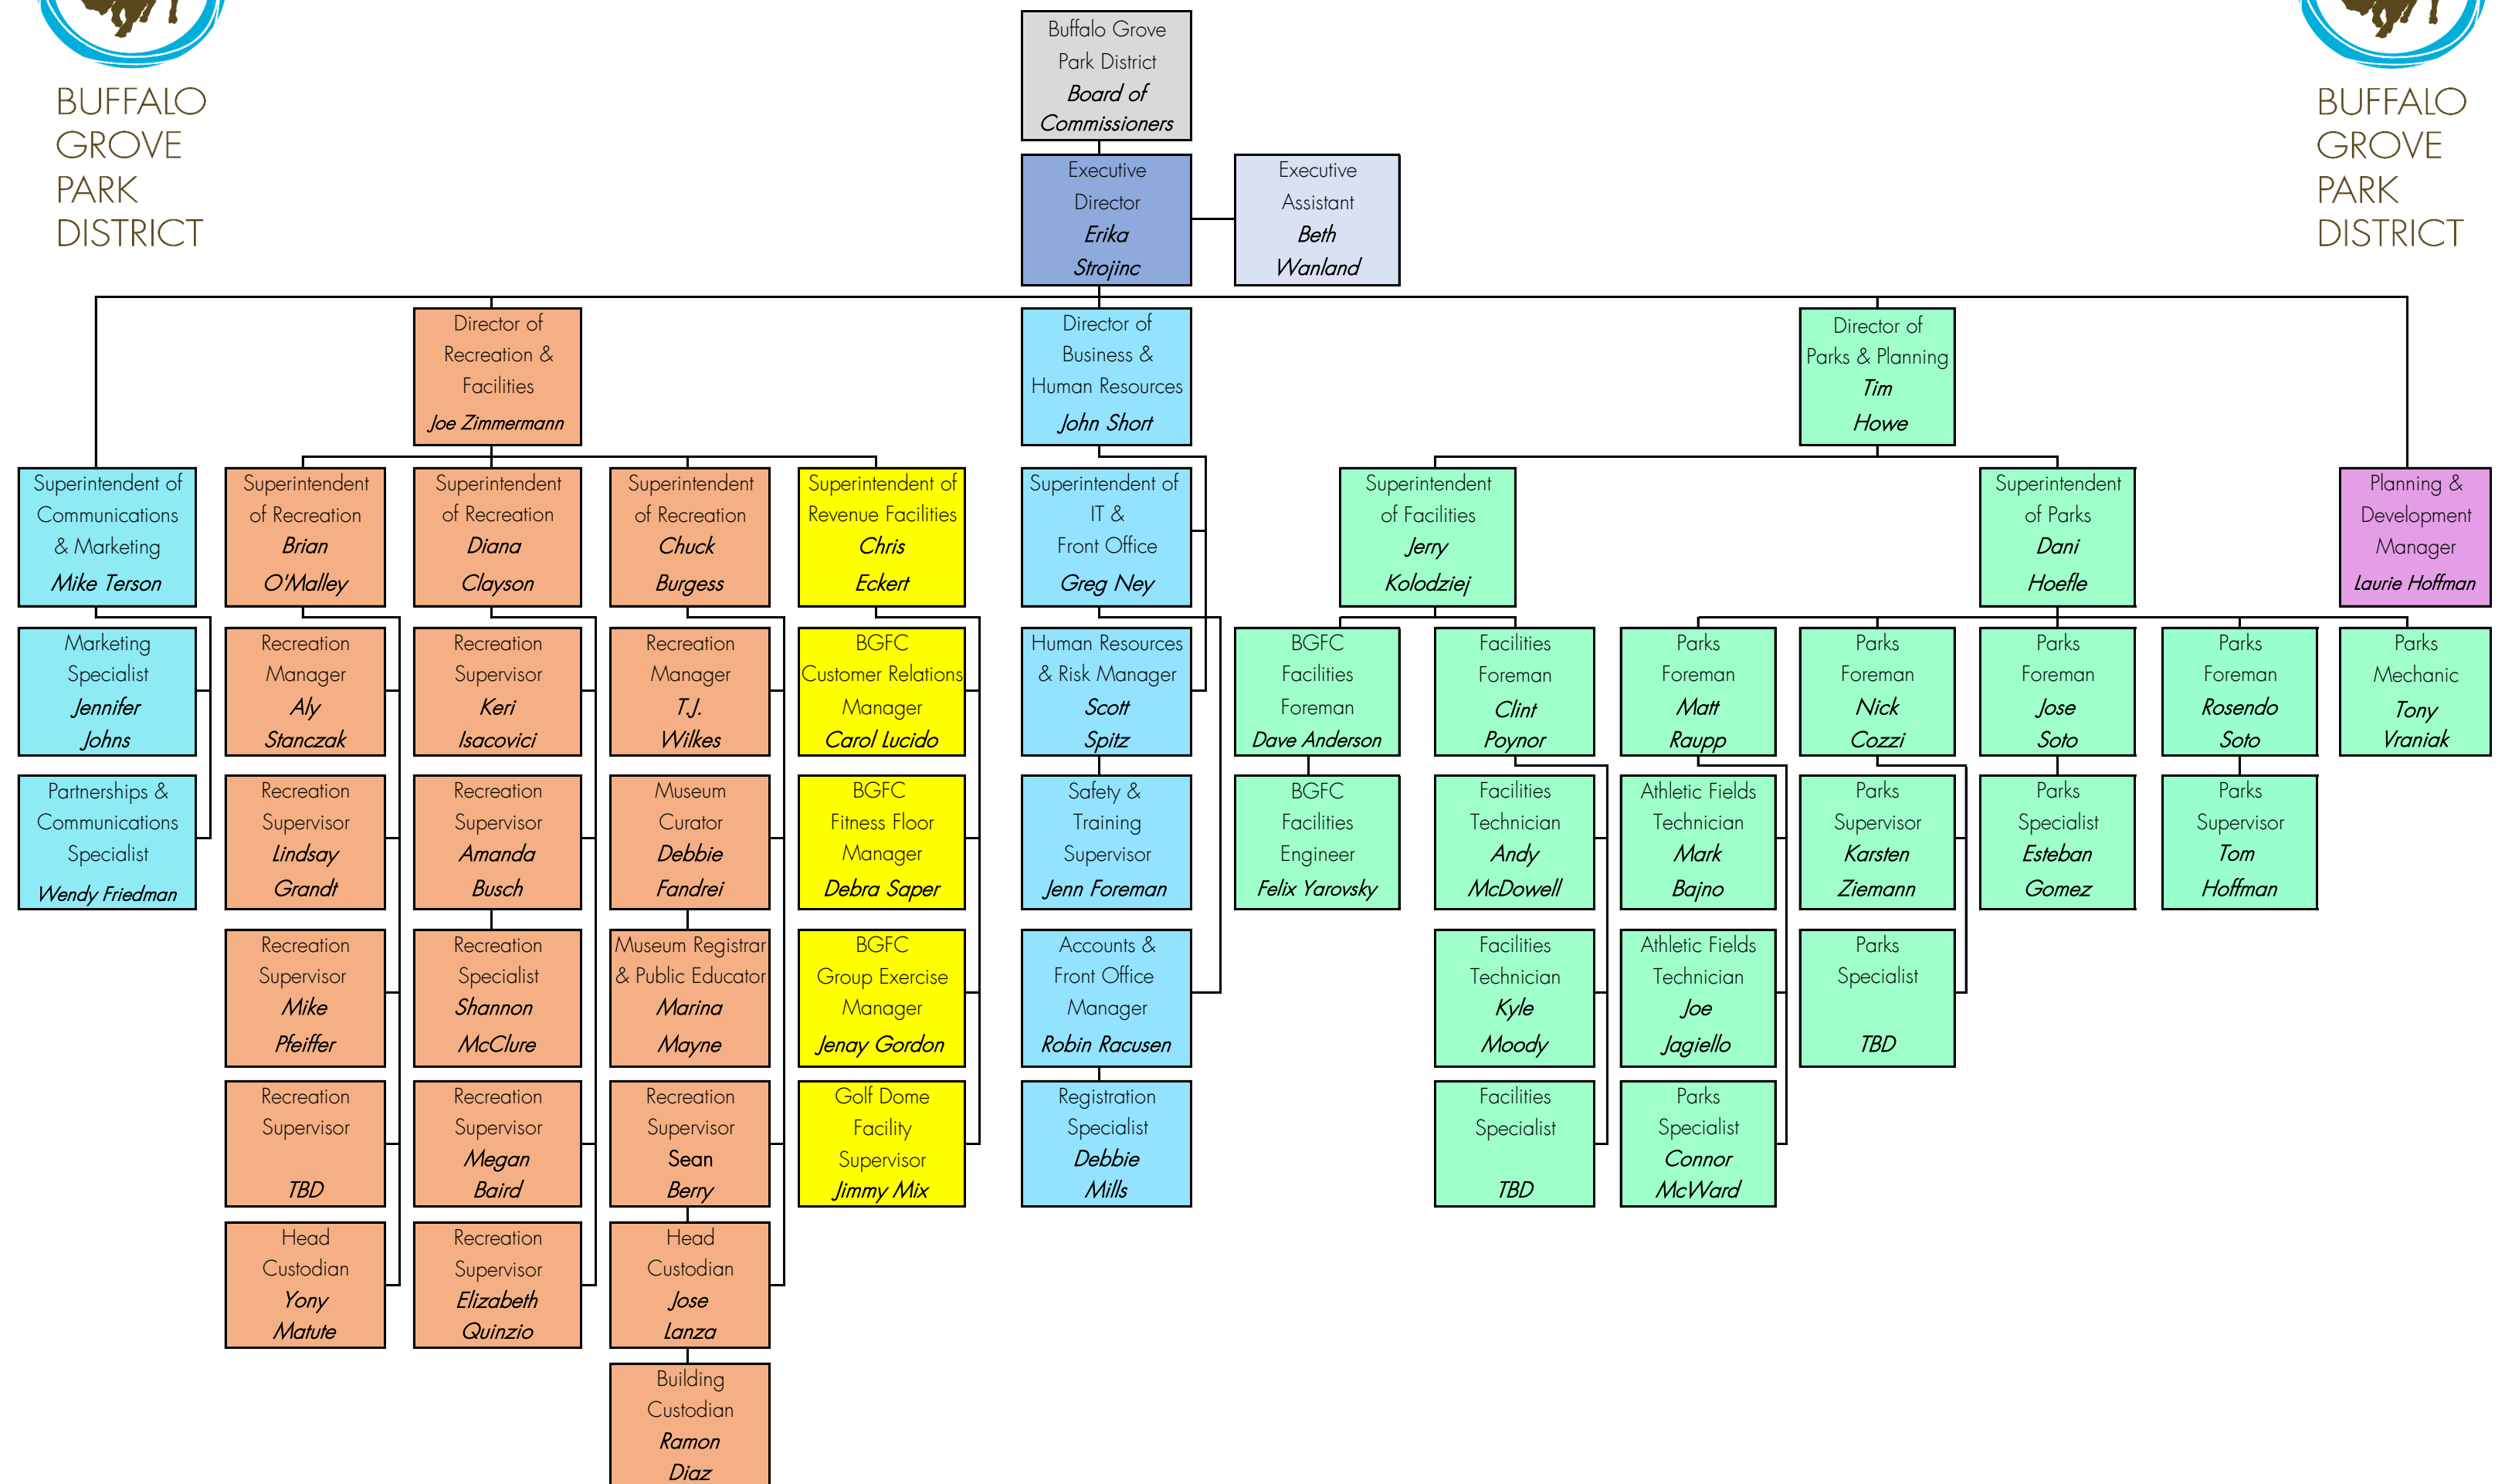 BUFFALO
GROVE
PARK
DISTRICT
Buffalo Grove
Park District
Board of
Commissioners
BUFFALO
GROVE
PARK
DISTRICT
Executive
Director
Erika
Strojinc
Executive
Assistant
Beth
Wanland
Director of
Recreation &
Facilities
Joe Zimmermann
Director of
Business &
Human Resources
John Short
Director of
Parks & Planning
Tim
Howe
Superintendent of
Communications
& Marketing
Mike Terson
Superintendent
of Recreation
Brian
O'Malley
Superintendent
of Recreation
Diana
Clayson
Superintendent
of Recreation
Chuck
Burgess
Superintendent of
Revenue Facilities
Chris
Eckert
Superintendent of
IT &
Front Office
Greg Ney
Superintendent
of Facilities
Jerry
Kolodziej
Superintendent
of Parks
Dani
Hoefle
Planning &
Development
Manager
Laurie Hoffman
Marketing
Specialist
Jennifer
Johns
Recreation
Manager
Aly
Stanczak
Recreation
Supervisor
Keri
Isacovici
Recreation
Manager
T.J.
Wilkes
BGFC
Customer Relations
Manager
Carol Lucido
Human Resources
& Risk Manager
Scott
Spitz
BGFC
Facilities
Foreman
Dave Anderson
Facilities
Foreman
Clint
Poynor
Parks
Foreman
Matt
Raupp
Parks
Foreman
Nick
Cozzi
Parks
Foreman
Jose
Soto
Parks
Foreman
Rosendo
Soto
Parks
Mechanic
Tony
Vraniak
Partnerships &
Communications
Specialist
Wendy Friedman
Recreation
Supervisor
Lindsay
Grandt
Recreation
Supervisor
Amanda
Busch
Museum
Curator
Debbie
Fandrei
BGFC
Fitness Floor
Manager
Debra Saper
Safety &
Training
Supervisor
Jenn Foreman
BGFC
Facilities
Engineer
Felix Yarovsky
Facilities
Technician
Andy
McDowell
Athletic Fields
Technician
Mark
Bajno
Parks
Supervisor
Karsten
Ziemann
Parks
Specialist
Esteban
Gomez
Parks
Supervisor
Tom
Hoffman
Recreation
Supervisor
Mike
Pfeiffer
Recreation
Specialist
Shannon
McClure
Museum Registrar
& Public Educator
Marina
Mayne
BGFC
Group Exercise
Manager
Jenay Gordon
Accounts &
Front Office
Manager
Robin Racusen
Facilities
Technician
Kyle
Moody
Athletic Fields
Technician
Joe
Jagiello
Parks
Specialist
TBD
Recreation
Supervisor
TBD
Recreation
Supervisor
Megan
Baird
Recreation
Supervisor
Sean
Berry
Golf Dome
Facility
Supervisor
Jimmy Mix
Registration
Specialist
Debbie
Mills
Facilities
Specialist
TBD
Parks
Specialist
Connor
McWard
Head
Custodian
Yony
Matute
Recreation
Supervisor
Elizabeth
Quinzio
Head
Custodian
Jose
Lanza
Building
Custodian
Ramon
Diaz